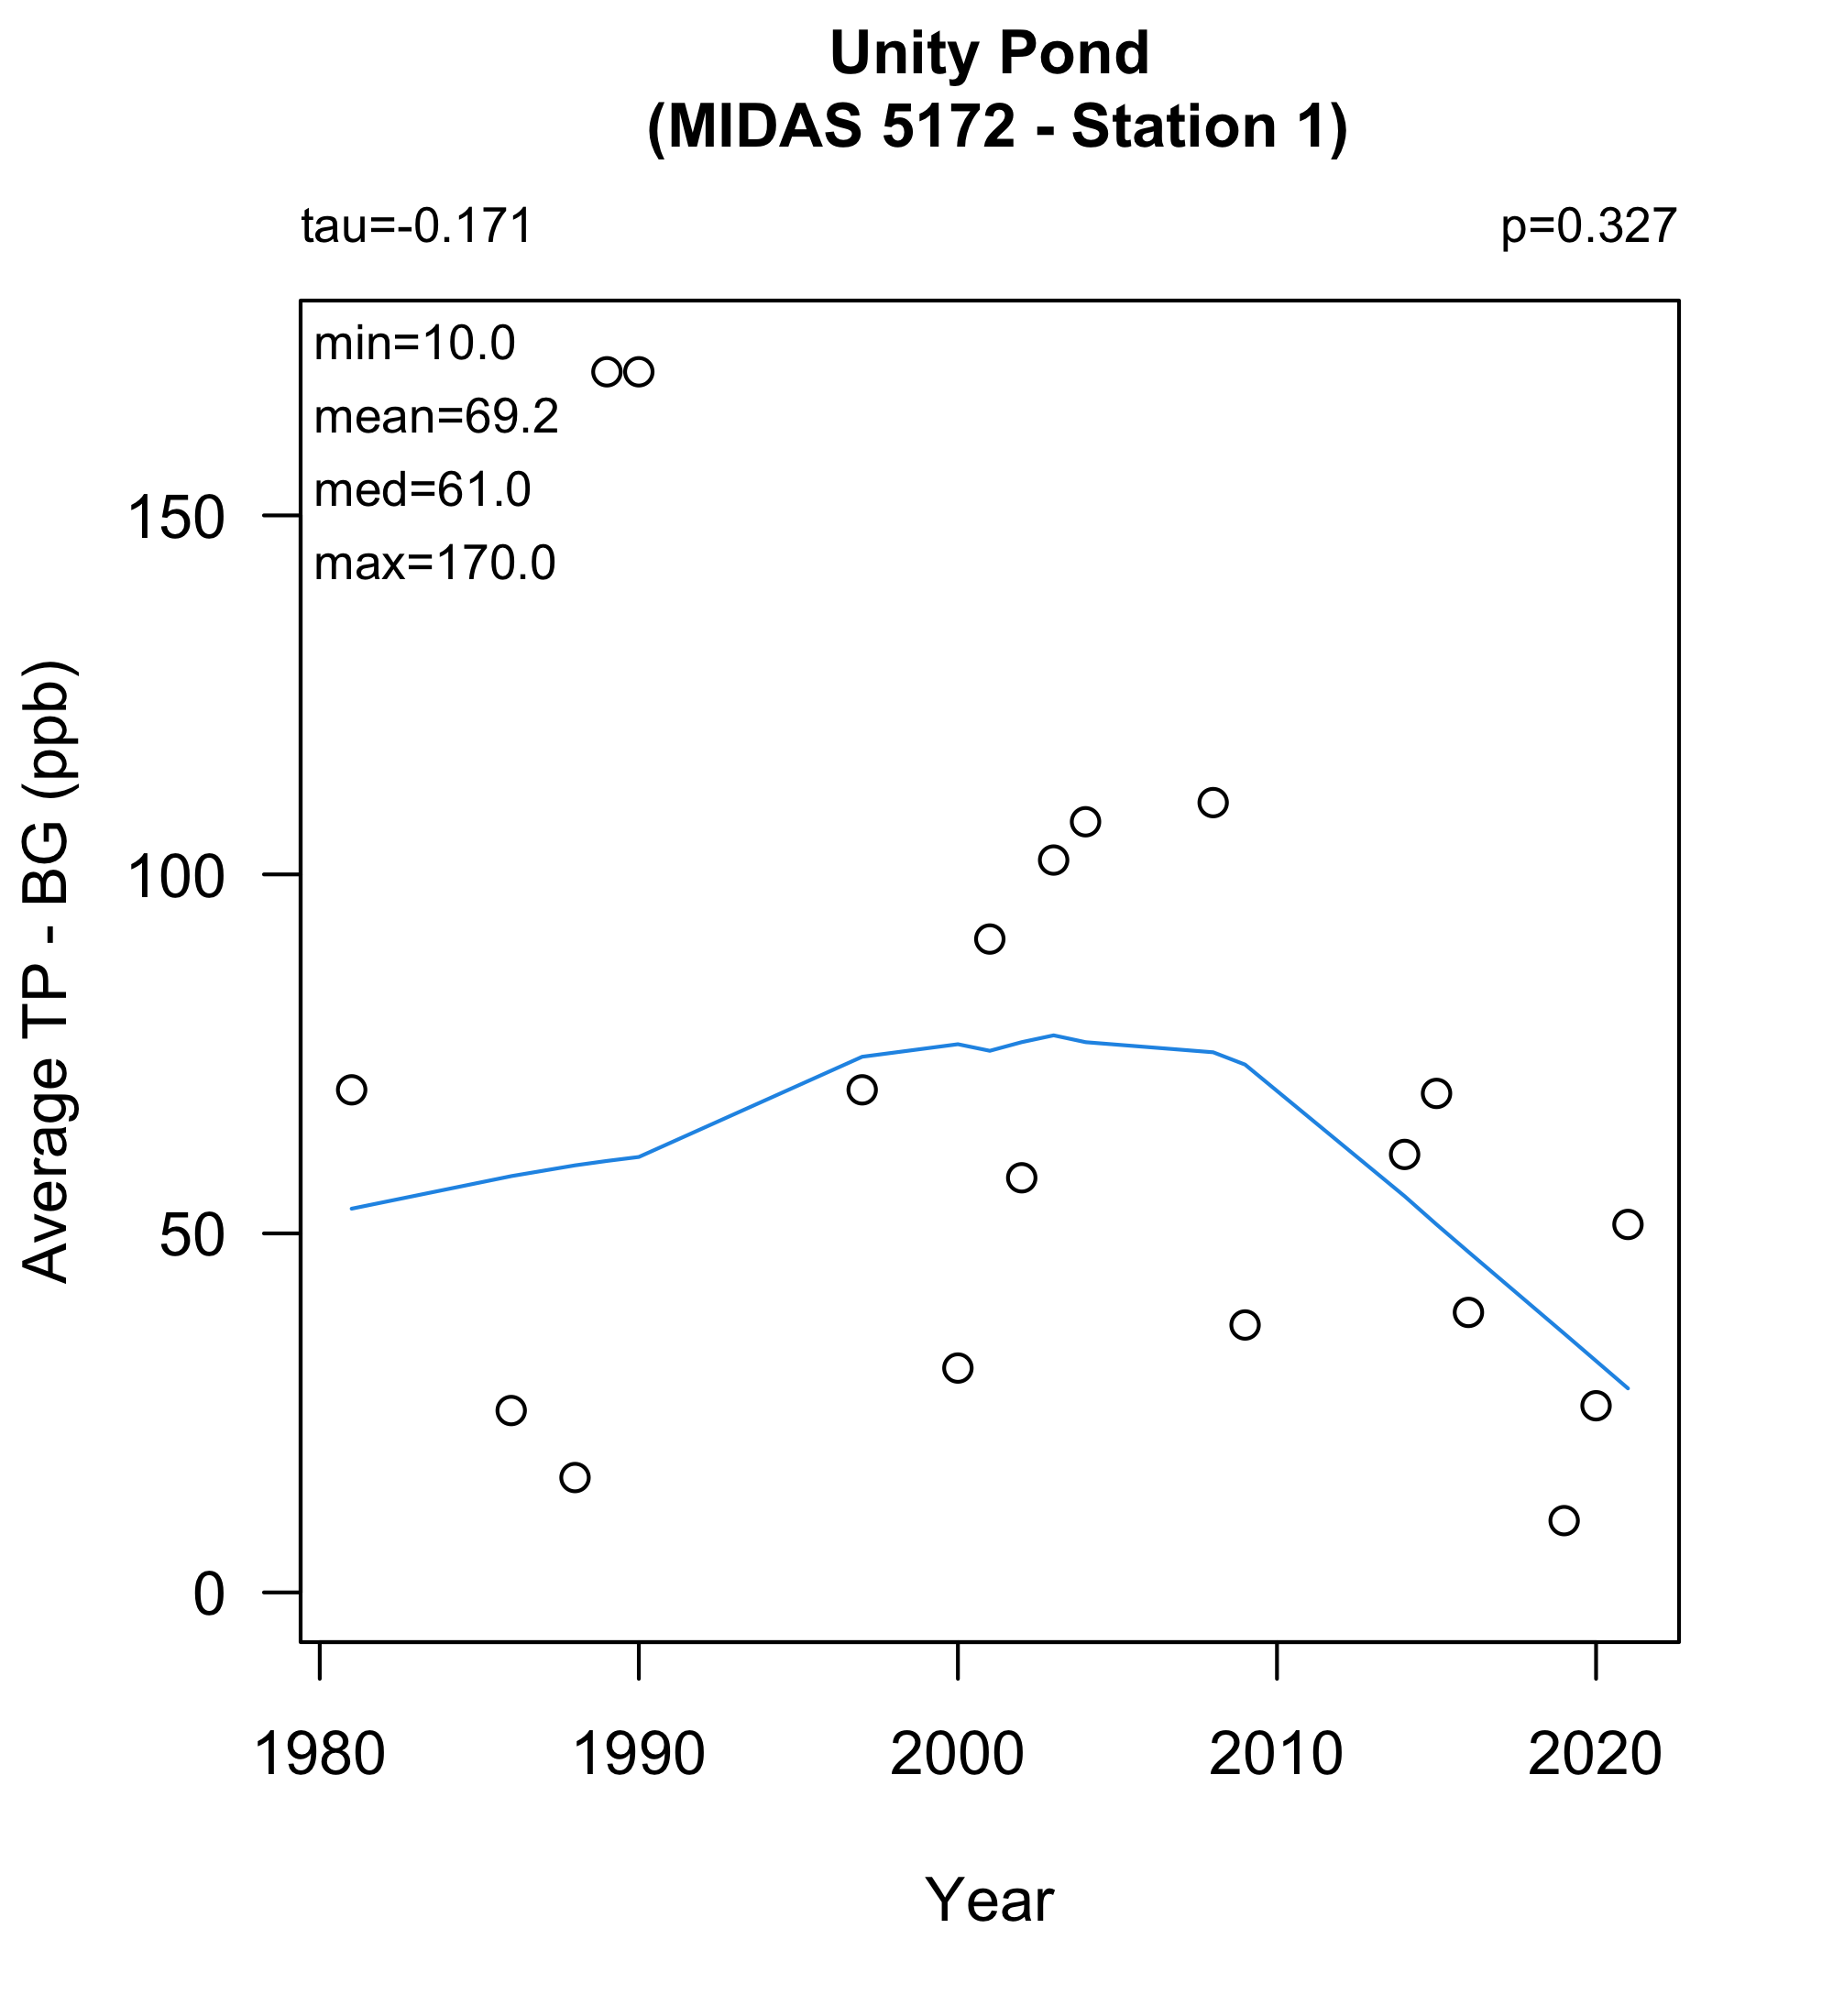 Unity Pond
(MIDAS 5172 - Station 1)
tau=-0.171
p=0.327
min=10.0
mean=69.2
med=61.0
max=170.0
Average TP - BG (ppb)
150
100
50
0
1980
1990
2000
2010
2020
Year